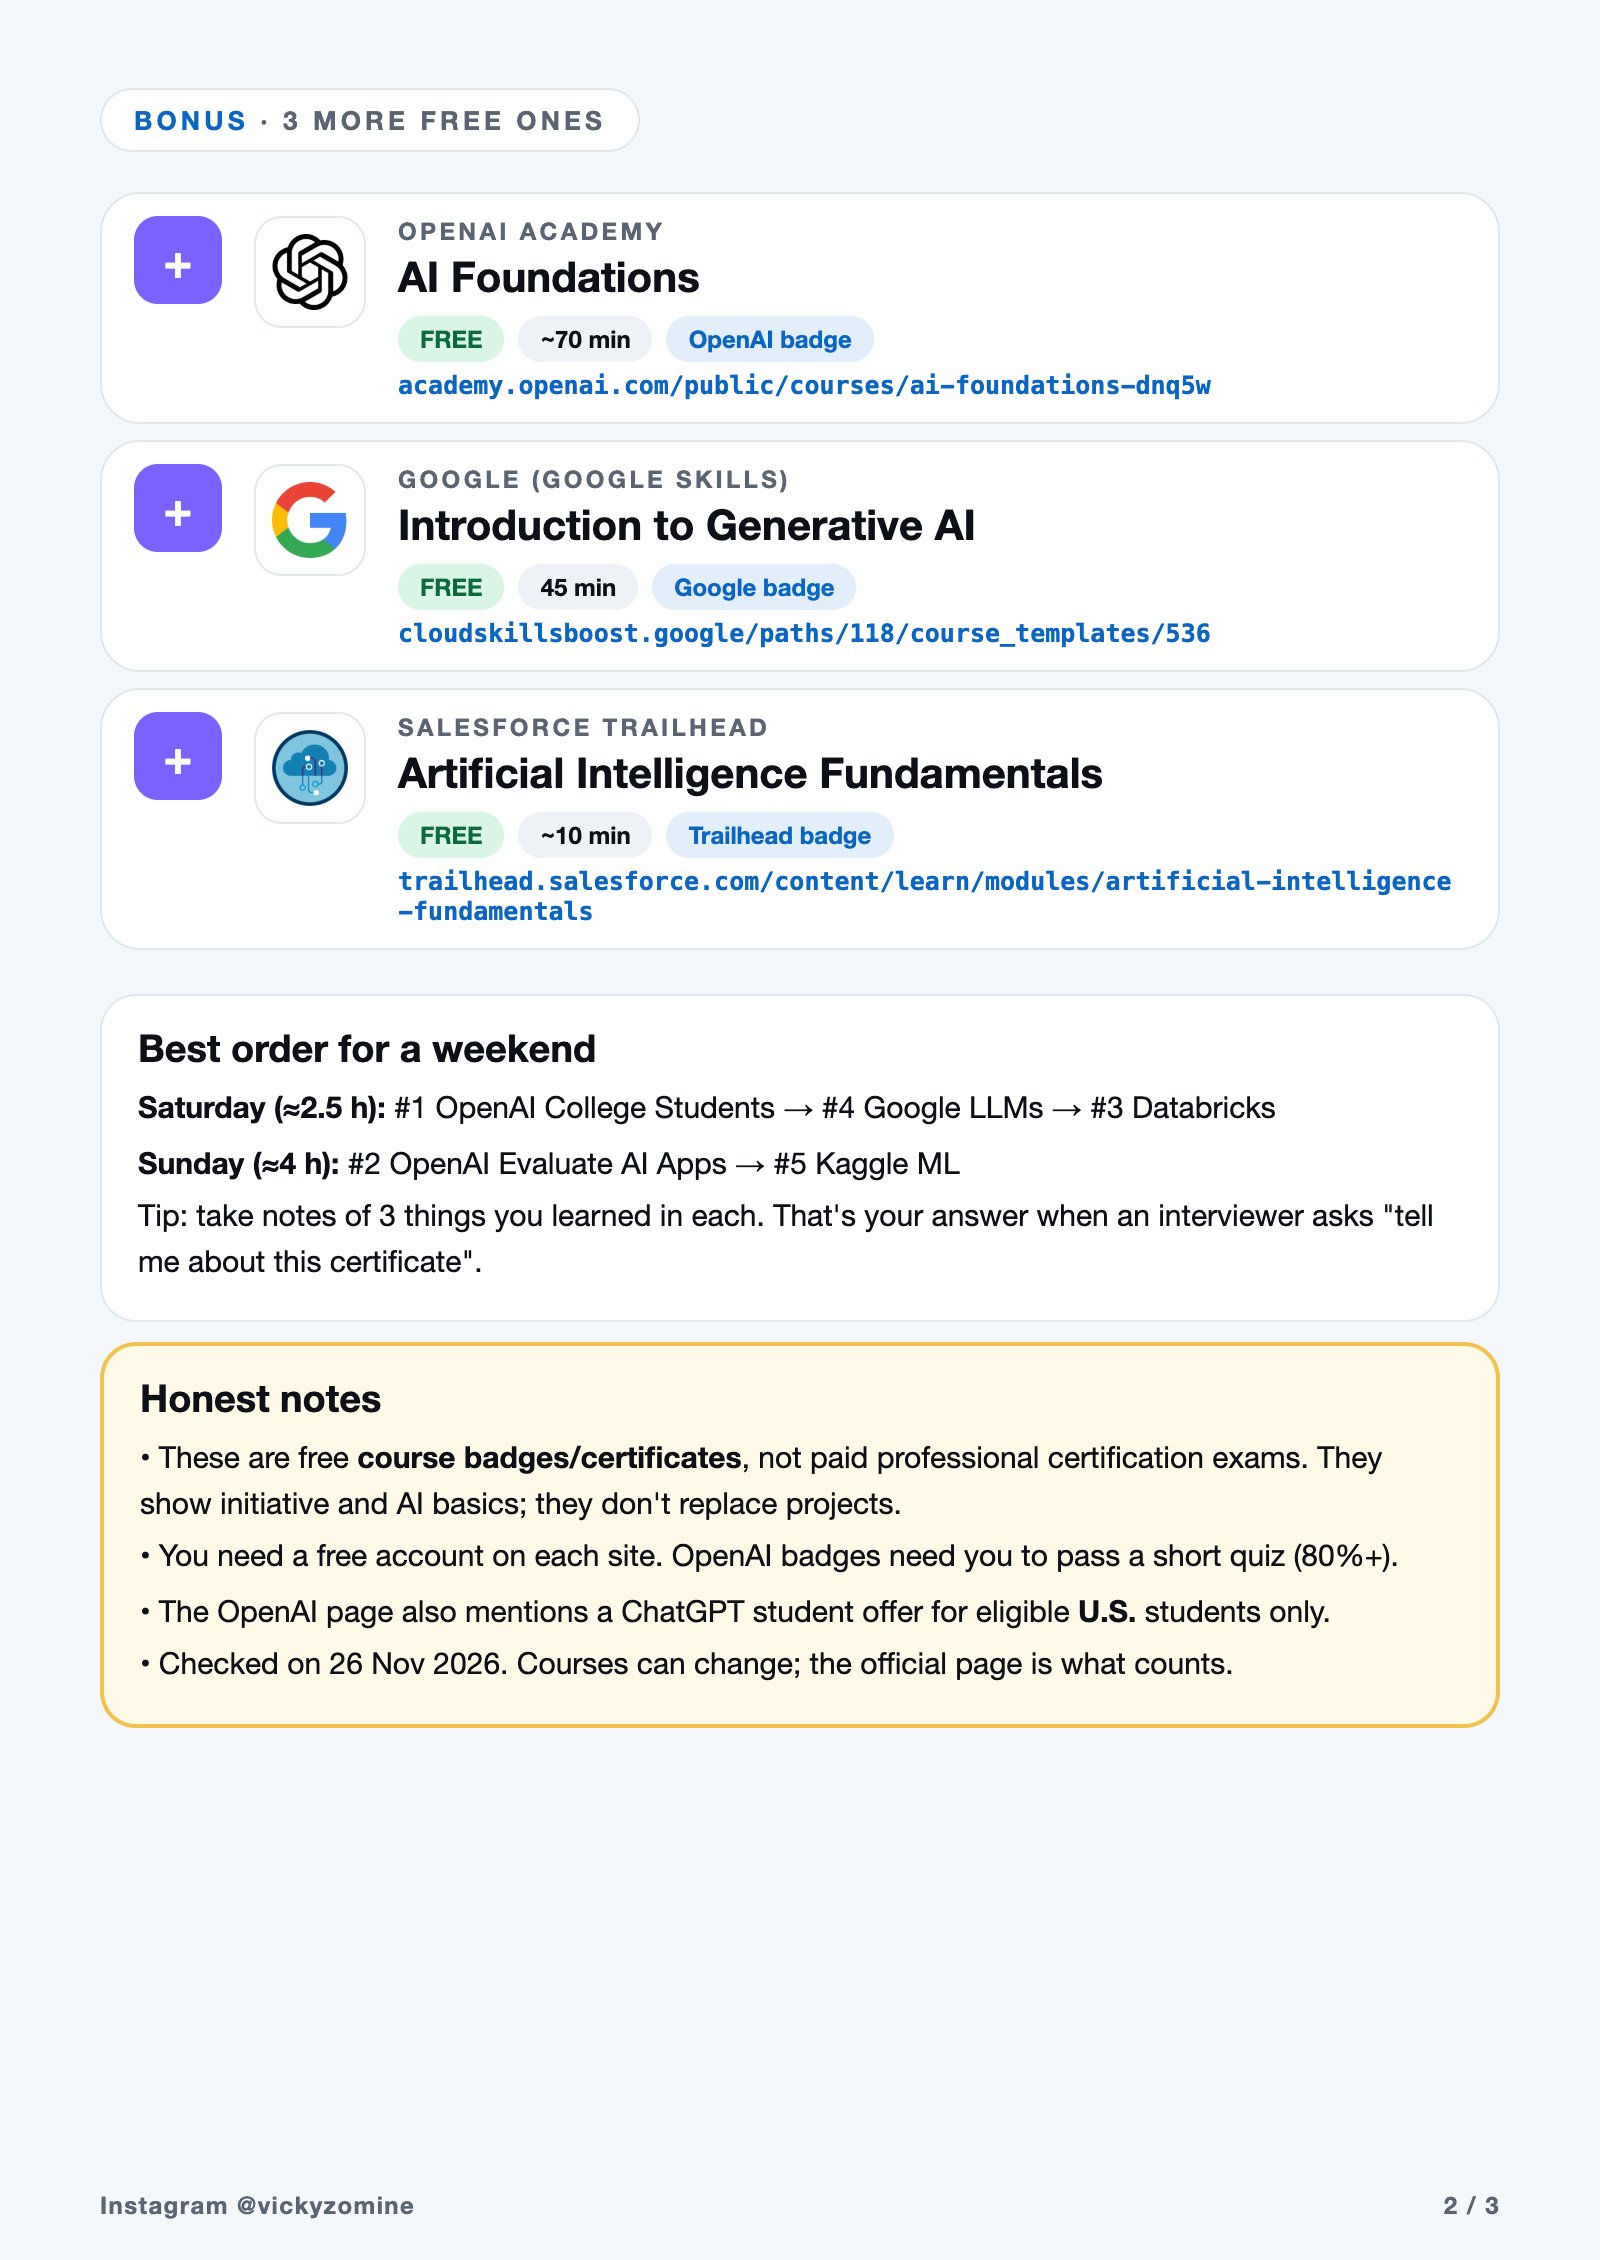 BONUS · 3 MORE FREE ONES
+
OPENAI ACADEMY
AI Foundations
FREE ~70 min OpenAI badge
academy.openai.com/public/courses/ai-foundations-dnq5w
+
GOOGLE (GOOGLE SKILLS)
Introduction to Generative AI
FREE 45 min Google badge
cloudskillsboost.google/paths/118/course_templates/536
+
SALESFORCE TRAILHEAD
Artificial Intelligence Fundamentals
FREE ~10 min Trailhead badge
trailhead.salesforce.com/content/learn/modules/artificial-intelligence
-fundamentals
Best order for a weekend
Saturday (≈2.5 h): #1 OpenAI College Students → #4 Google LLMs → #3 Databricks
Sunday (≈4 h): #2 OpenAI Evaluate AI Apps → #5 Kaggle ML
Tip: take notes of 3 things you learned in each. That's your answer when an interviewer asks "tell
me about this certificate".
Honest notes
• These are free course badges/certificates, not paid professional certification exams. They
show initiative and AI basics; they don't replace projects.
• You need a free account on each site. OpenAI badges need you to pass a short quiz (80%+).
• The OpenAI page also mentions a ChatGPT student offer for eligible U.S. students only.
• Checked on 26 Nov 2026. Courses can change; the official page is what counts.
Instagram @vickyzomine
2 / 3